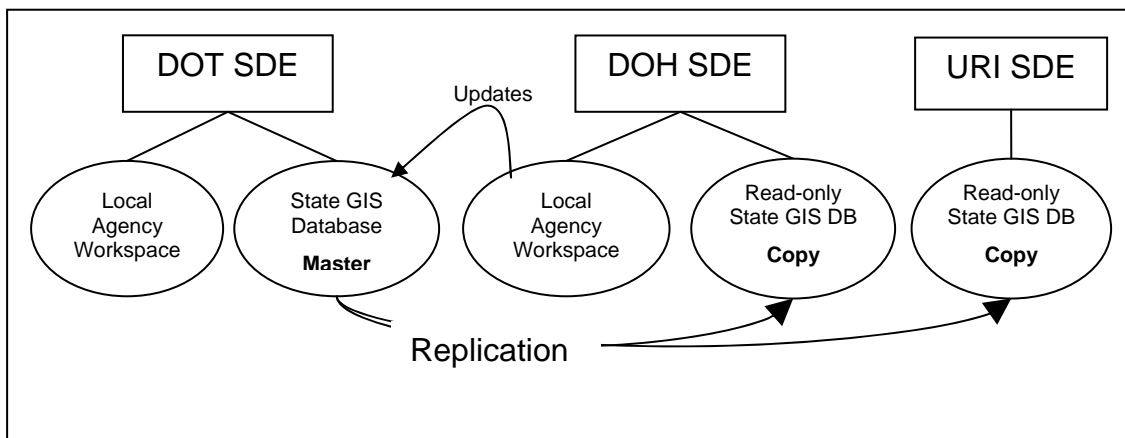 DOT SDE
DOH SDE
URI SDE
Updates
Local
Agency
Workspace
State GIS
Database
Master
Local
Agency
Workspace
Read-only
State GIS DB
Copy
Read-only
State GIS DB
Copy
Replication